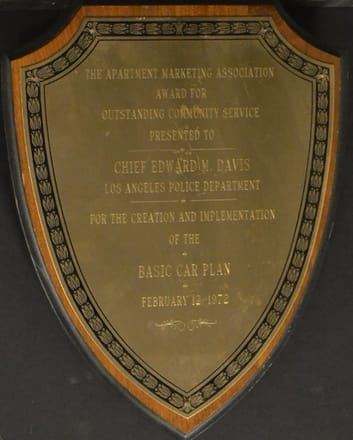 THE APARTMENT MARKETING ASSOCIATION
AWARD FOR
OUTSTANDING COMMUNITY SERVICE
PRESENTED TO
CHIEF EDWARD M. DAVIS
LOS ANGELES POLICE DEPARTMENT
FOR THE CREATION AND IMPLEMENTATION
OF THE
BASIC CAR PLAN
FEBRUARY 12, 1972